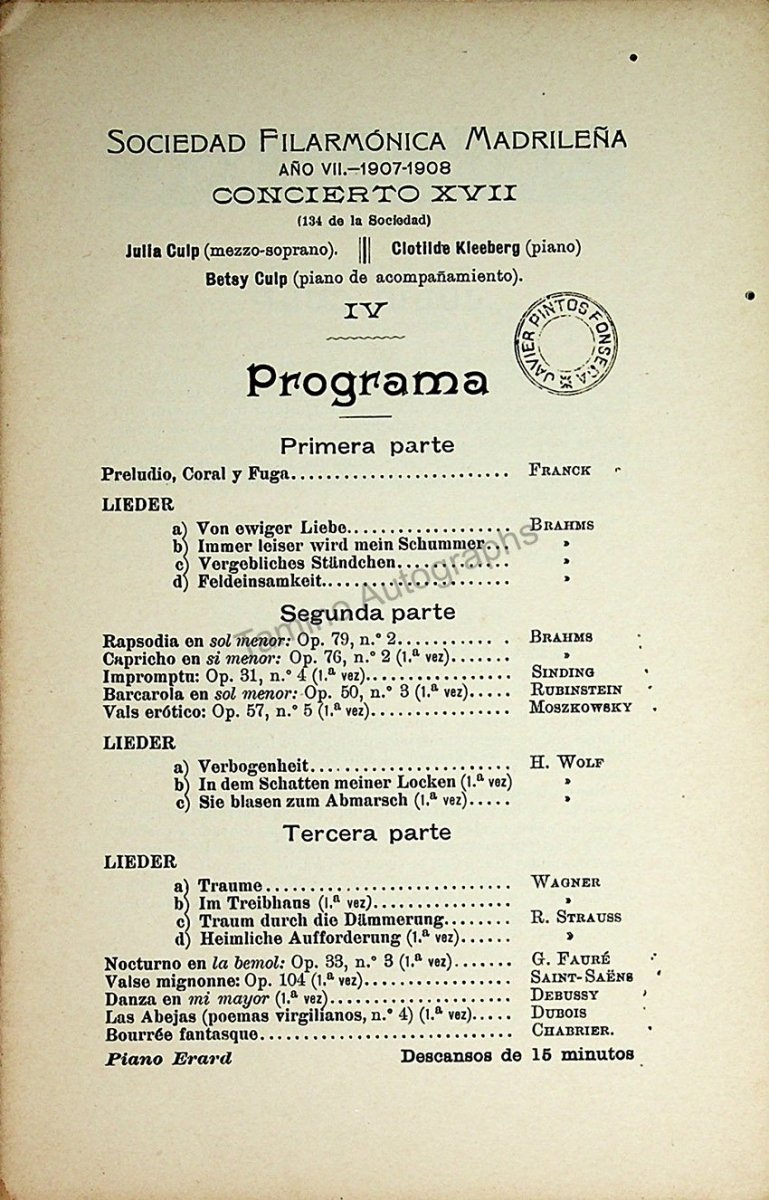 SOCIEDAD FILARMÓNICA MADRILEÑA
AÑO VII.—1907-1908
CONCIERTO XVII
(134 de la Sociedad)
Julia Culp (mezzo-soprano). ||| Clotilde Kleeberg (piano)
Betsy Culp (piano de acompañamiento).
IV
JAVIER PINTOS FONSECA
Programa
Primera parte
Preludio, Coral y Fuga........................ FRANCK
LIEDER
a) Von ewiger Liebe.................. BRAHMS
b) Immer leiser wird mein Schummer... »
c) Vergebliches Ständchen............ »
d) Feldeinsamkeit.................... »
Segunda parte
Rapsodia en sol menor: Op. 79, n.º 2............ BRAHMS
Capricho en si menor: Op. 76, n.º 2 (1.ª vez)....... »
Impromptu: Op. 31, n.º 4 (1.ª vez)................ SINDING
Barcarola en sol menor: Op. 50, n.º 3 (1.ª vez)..... RUBINSTEIN
Vals erótico: Op. 57, n.º 5 (1.ª vez)............... MOSZKOWSKY
LIEDER
a) Verbogenheit...................... H. WOLF
b) In dem Schatten meiner Locken (1.ª vez) »
c) Sie blasen zum Abmarsch (1.ª vez)..... »
Tercera parte
LIEDER
a) Traume........................... WAGNER
b) Im Treibhaus (1.ª vez)............... »
c) Traum durch die Dämmerung........ R. STRAUSS
d) Heimliche Aufforderung (1.ª vez)...... »
Nocturno en la bemol: Op. 33, n.º 3 (1.ª vez)....... G. FAURÉ
Valse mignonne: Op. 104 (1.ª vez)................. SAINT-SAËNS
Danza en mi mayor (1.ª vez)..................... DEBUSSY
Las Abejas (poemas virgilianos, n.º 4) (1.ª vez)..... DUBOIS
Bourrée fantasque............................. CHABRIER.
Piano Erard Descansos de 15 minutos
Tamino Autographs